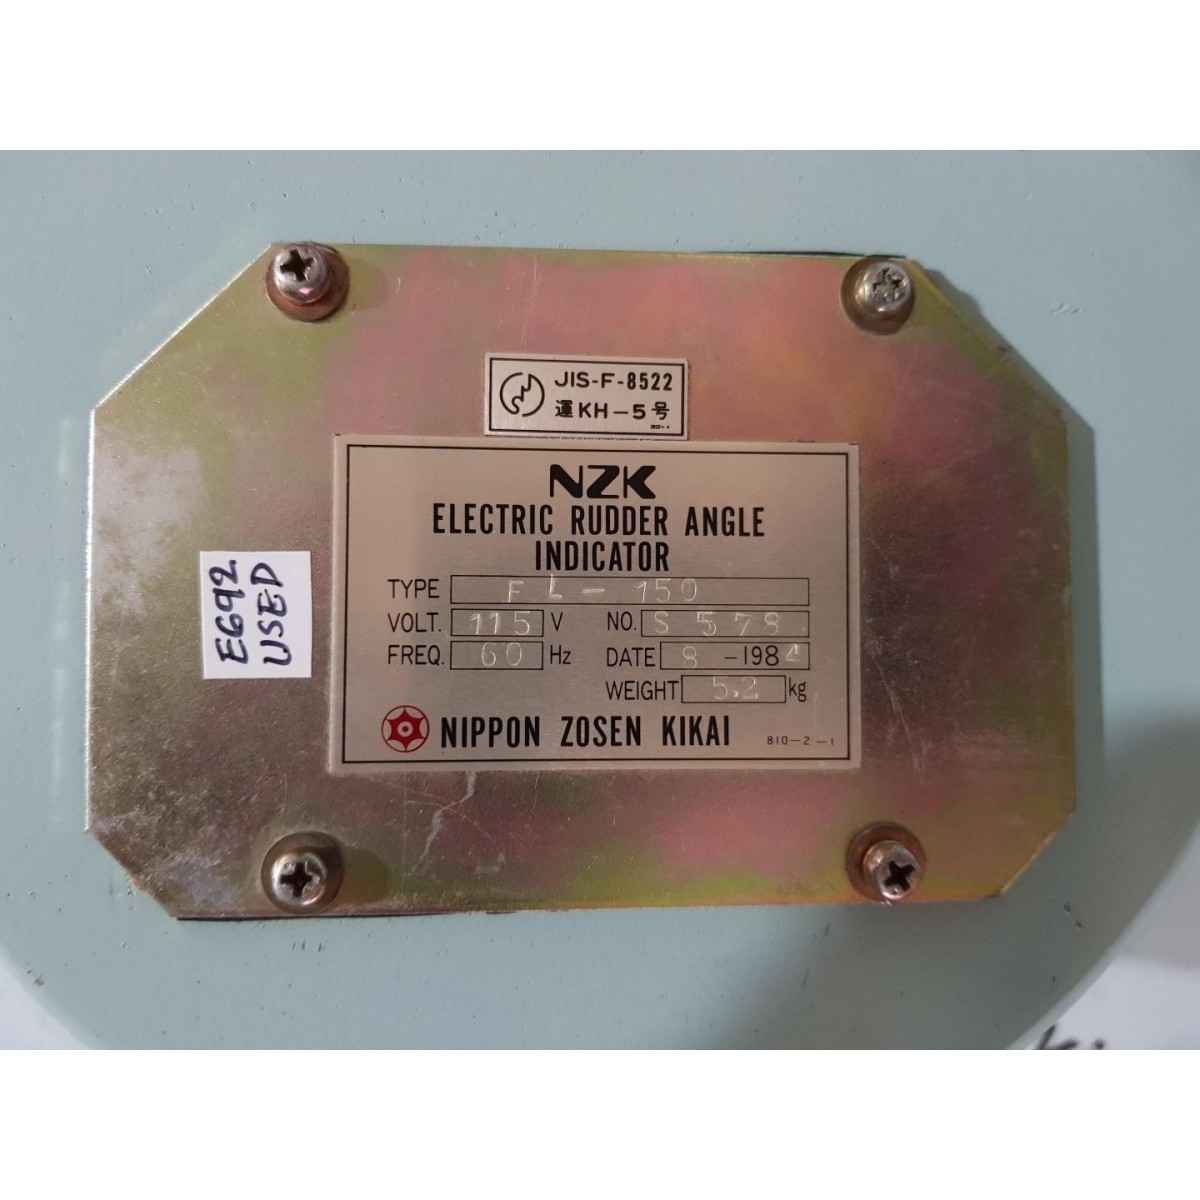 JIS-F-8522
運KH-5号
NZK
ELECTRIC RUDDER ANGLE
INDICATOR
TYPE FL-150
VOLT. 115 V NO. S 578
FREQ. 60 Hz DATE 8 -1984
WEIGHT 5.2 kg
NIPPON ZOSEN KIKAI 810-2-1
E692
USED